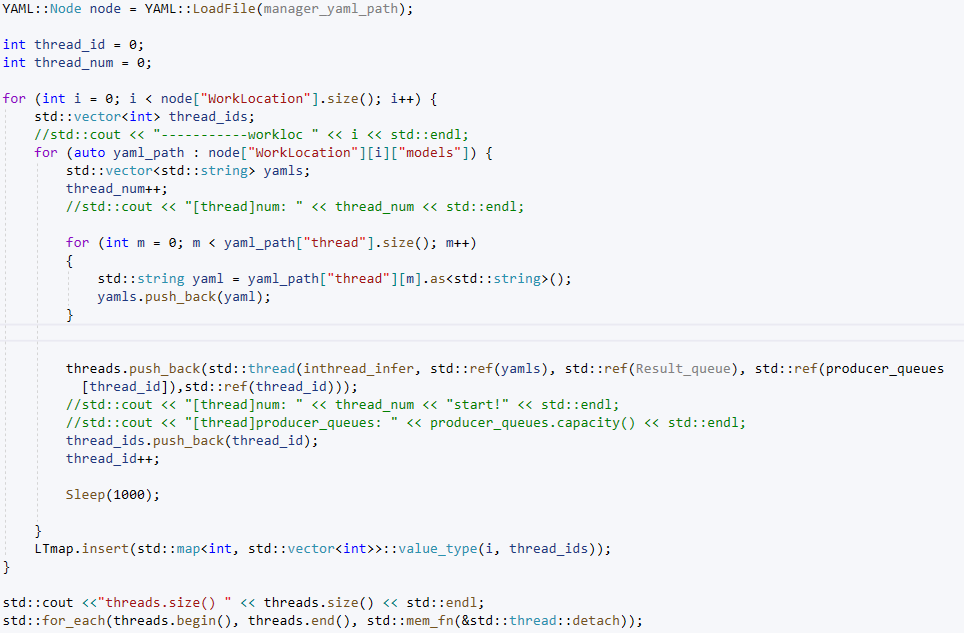 YAML::Node node = YAML::LoadFile(manager_yaml_path);
int thread_id = 0;
int thread_num = 0;
for (int i = 0; i < node["WorkLocation"].size(); i++) {
std::vector<int> thread_ids;
//std::cout << "-----------workloc " << i << std::endl;
for (auto yaml_path : node["WorkLocation"][i]["models"]) {
std::vector<std::string> yamls;
thread_num++;
//std::cout << "[thread]num: " << thread_num << std::endl;
for (int m = 0; m < yaml_path["thread"].size(); m++)
{
std::string yaml = yaml_path["thread"][m].as<std::string>();
yamls.push_back(yaml);
}
threads.push_back(std::thread(inthread_infer, std::ref(yamls), std::ref(Result_queue), std::ref(producer_queues
[thread_id]),std::ref(thread_id)));
//std::cout << "[thread]num: " << thread_num << "start!" << std::endl;
//std::cout << "[thread]producer_queues: " << producer_queues.capacity() << std::endl;
thread_ids.push_back(thread_id);
thread_id++;
Sleep(1000);
}
LTmap.insert(std::map<int, std::vector<int>>::value_type(i, thread_ids));
}
std::cout <<"threads.size() " << threads.size() << std::endl;
std::for_each(threads.begin(), threads.end(), std::mem_fn(&std::thread::detach));